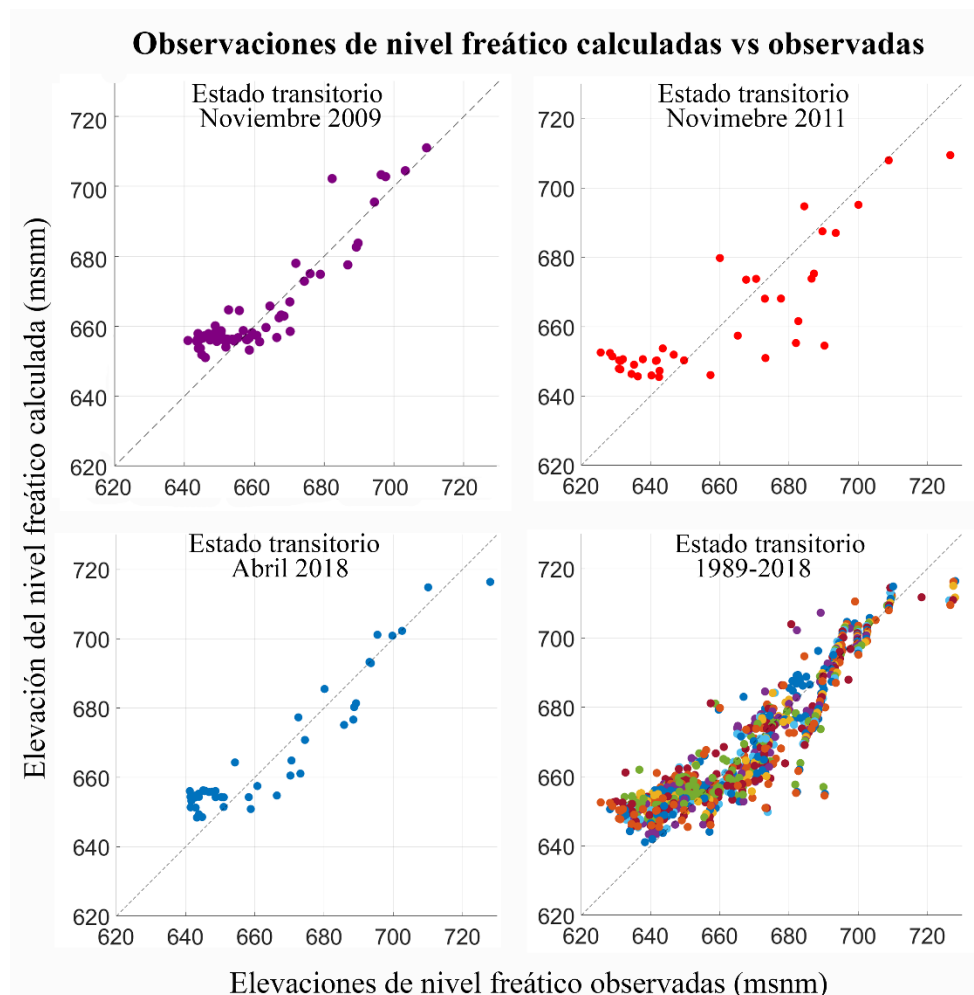 Observaciones de nivel freático calculadas vs observadas
Elevación del nivel freático calculada (msnm)
Estado transitorio
Noviembre 2009
720
700
680
660
640
620
620 640 660 680 700 720
Estado transitorio
Novimebre 2011
720
700
680
660
640
620
620 640 660 680 700 720
Estado transitorio
Abril 2018
720
700
680
660
640
620
620 640 660 680 700 720
Estado transitorio
1989-2018
720
700
680
660
640
620
620 640 660 680 700 720
Elevaciones de nivel freático observadas (msnm)